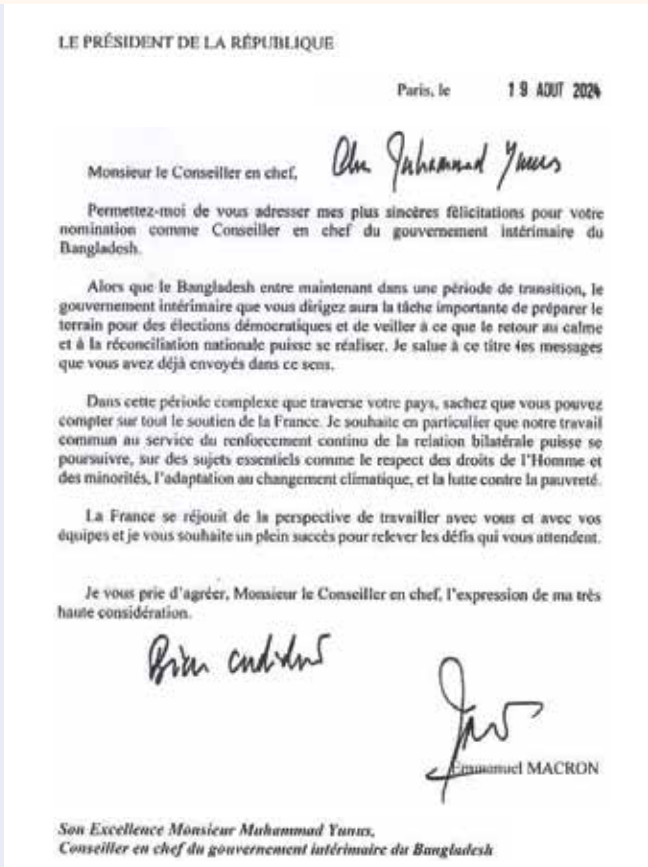 LE PRÉSIDENT DE LA RÉPUBLIQUE
Paris, le 19 AOUT 2024
Monsieur le Conseiller en chef, Cher Muhammad Yunus
Permettez-moi de vous adresser mes plus sincères félicitations pour votre
nomination comme Conseiller en chef du gouvernement intérimaire du
Bangladesh.
Alors que le Bangladesh entre maintenant dans une période de transition, le
gouvernement intérimaire que vous dirigez aura la tâche importante de préparer le
terrain pour des élections démocratiques et de veiller à ce que le retour au calme
et à la réconciliation nationale puisse se réaliser. Je salue à ce titre les messages
que vous avez déjà envoyés dans ce sens.
Dans cette période complexe que traverse votre pays, sachez que vous pouvez
compter sur tout le soutien de la France. Je souhaite en particulier que notre travail
commun au service du renforcement continu de la relation bilatérale puisse se
poursuivre, sur des sujets essentiels comme le respect des droits de l'Homme et
des minorités, l'adaptation au changement climatique, et la lutte contre la pauvreté.
La France se réjouit de la perspective de travailler avec vous et avec vos
équipes et je vous souhaite un plein succès pour relever les défis qui vous attendent.
Je vous prie d'agréer, Monsieur le Conseiller en chef, l'expression de ma très
haute considération.
Bien cordialement
Emmanuel MACRON
Son Excellence Monsieur Muhammad Yunus,
Conseiller en chef du gouvernement intérimaire du Bangladesh